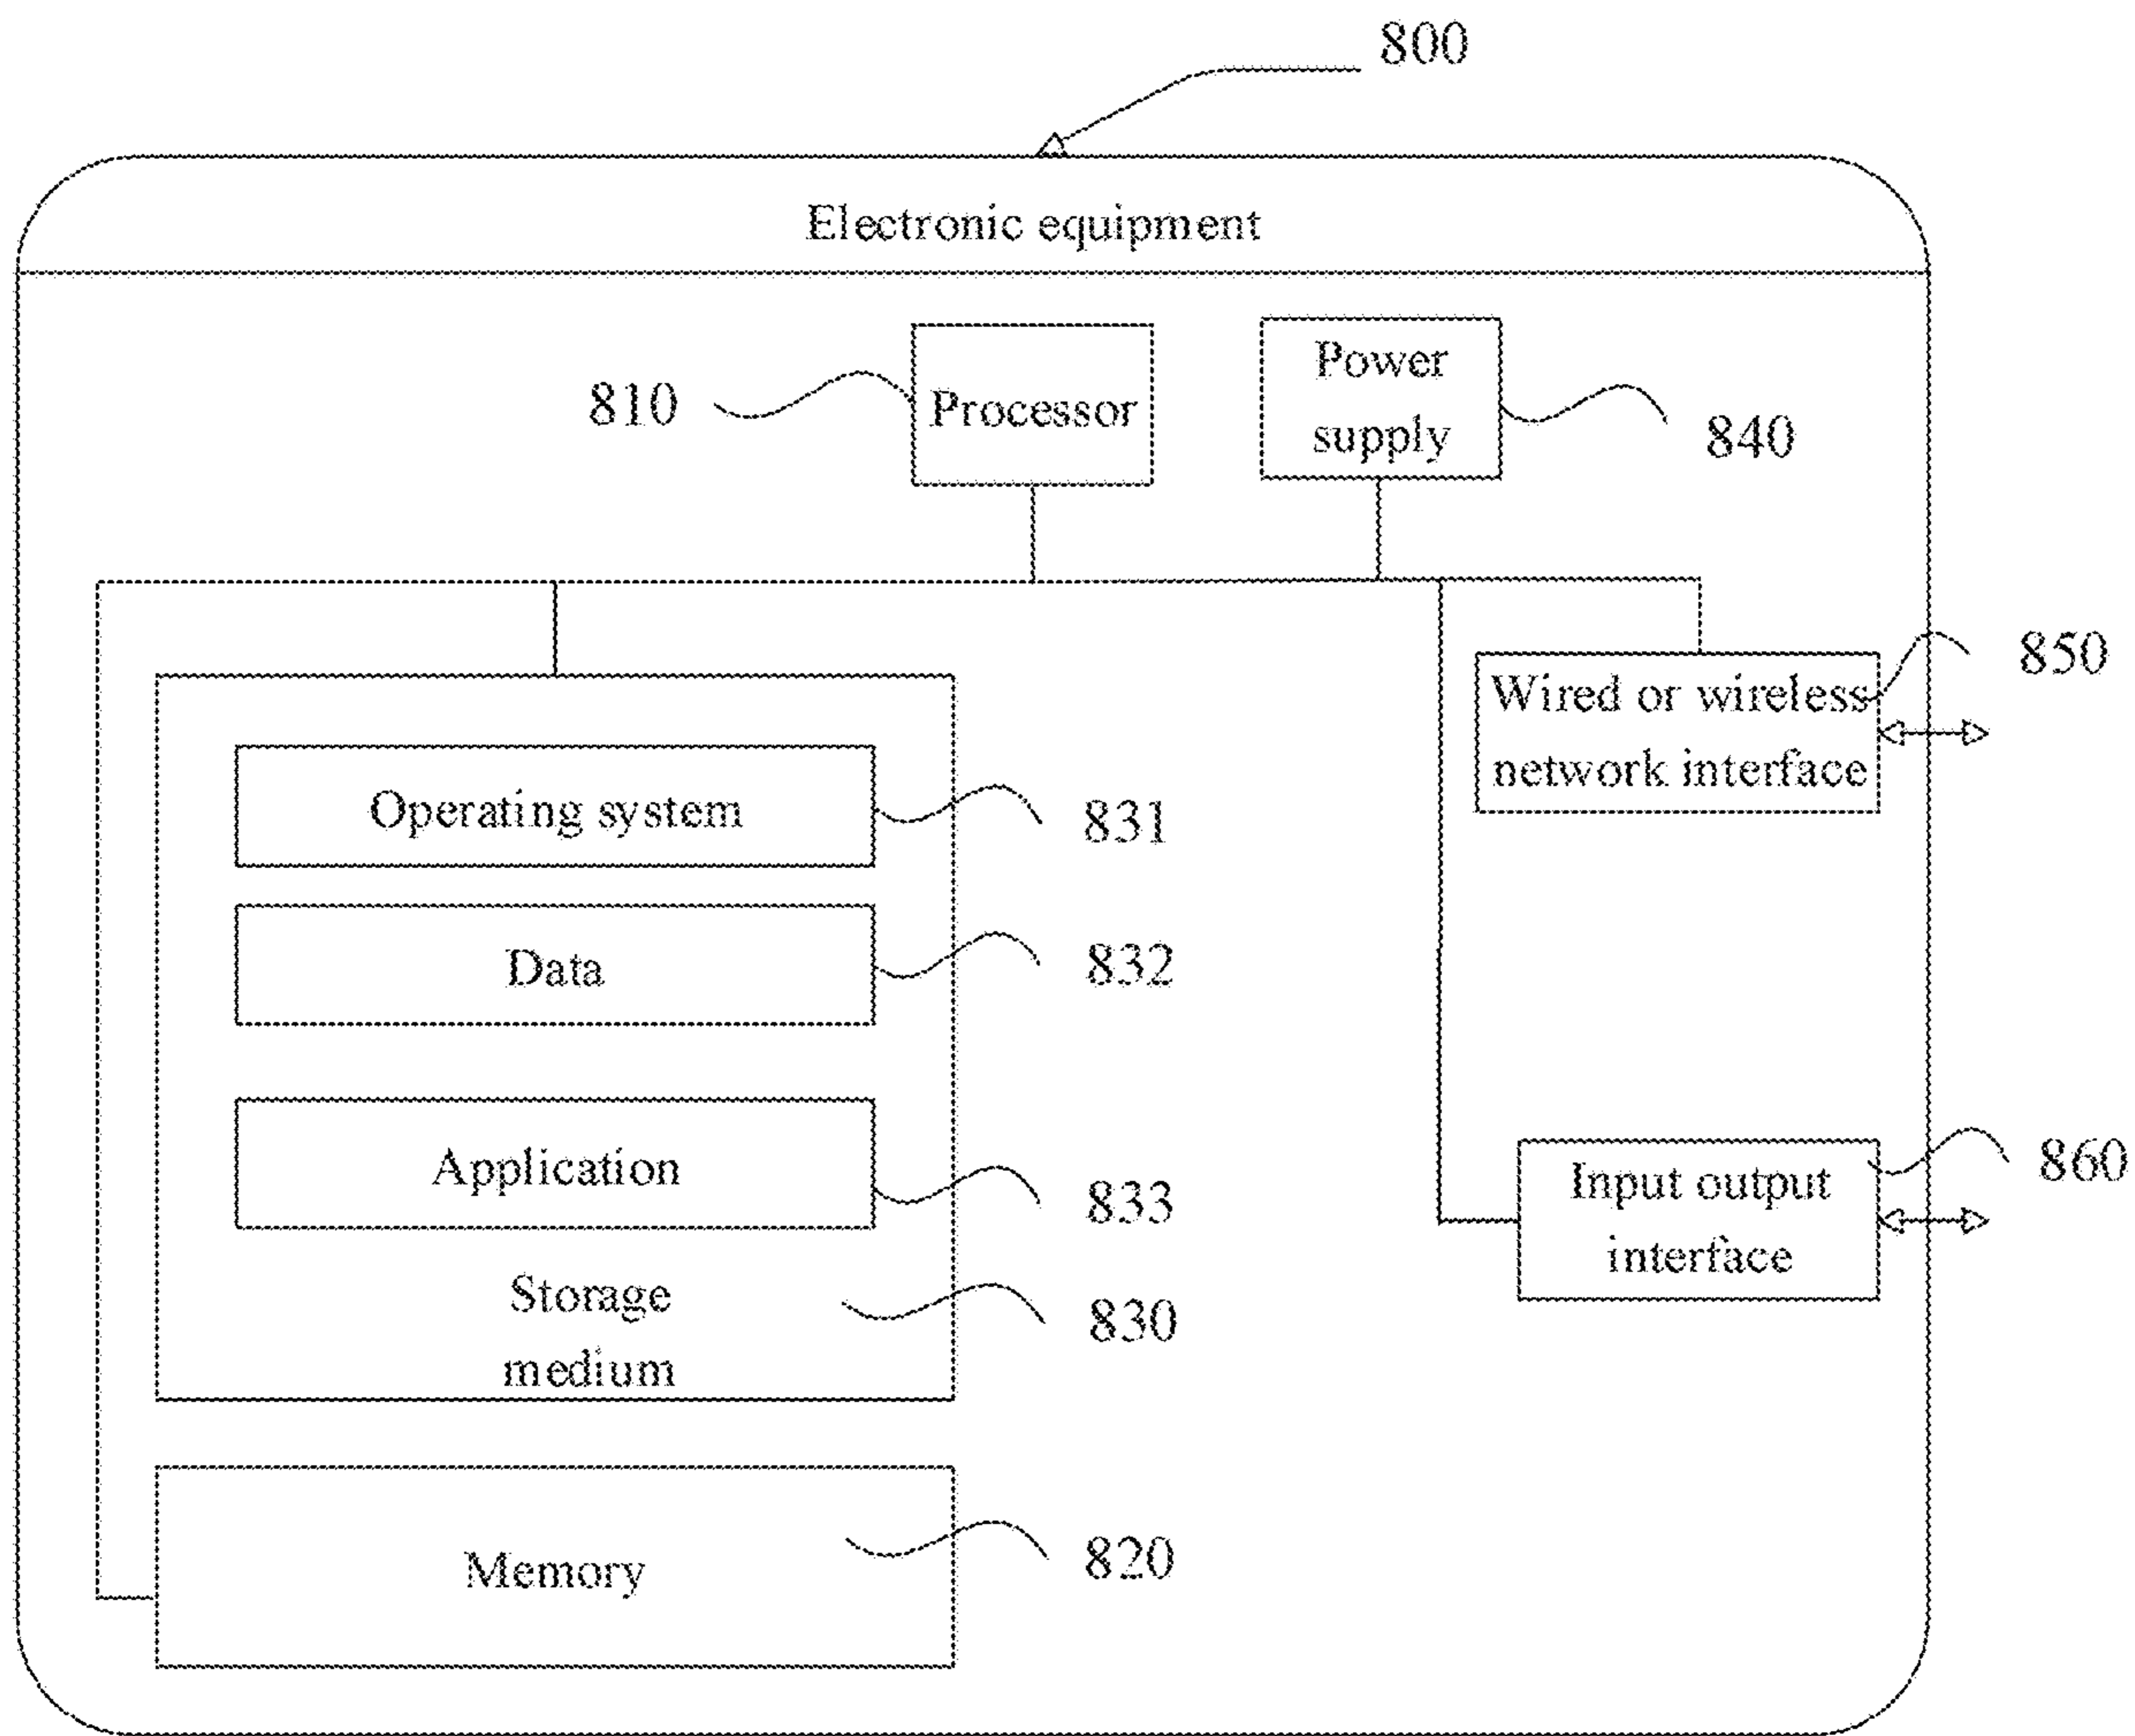 800
Electronic equipment
810
Processor
Power
supply
840
850
Wired or wireless
network interface
Operating system
831
Data
832
Application
833
860
Input output
interface
Storage
medium
830
Memory
820